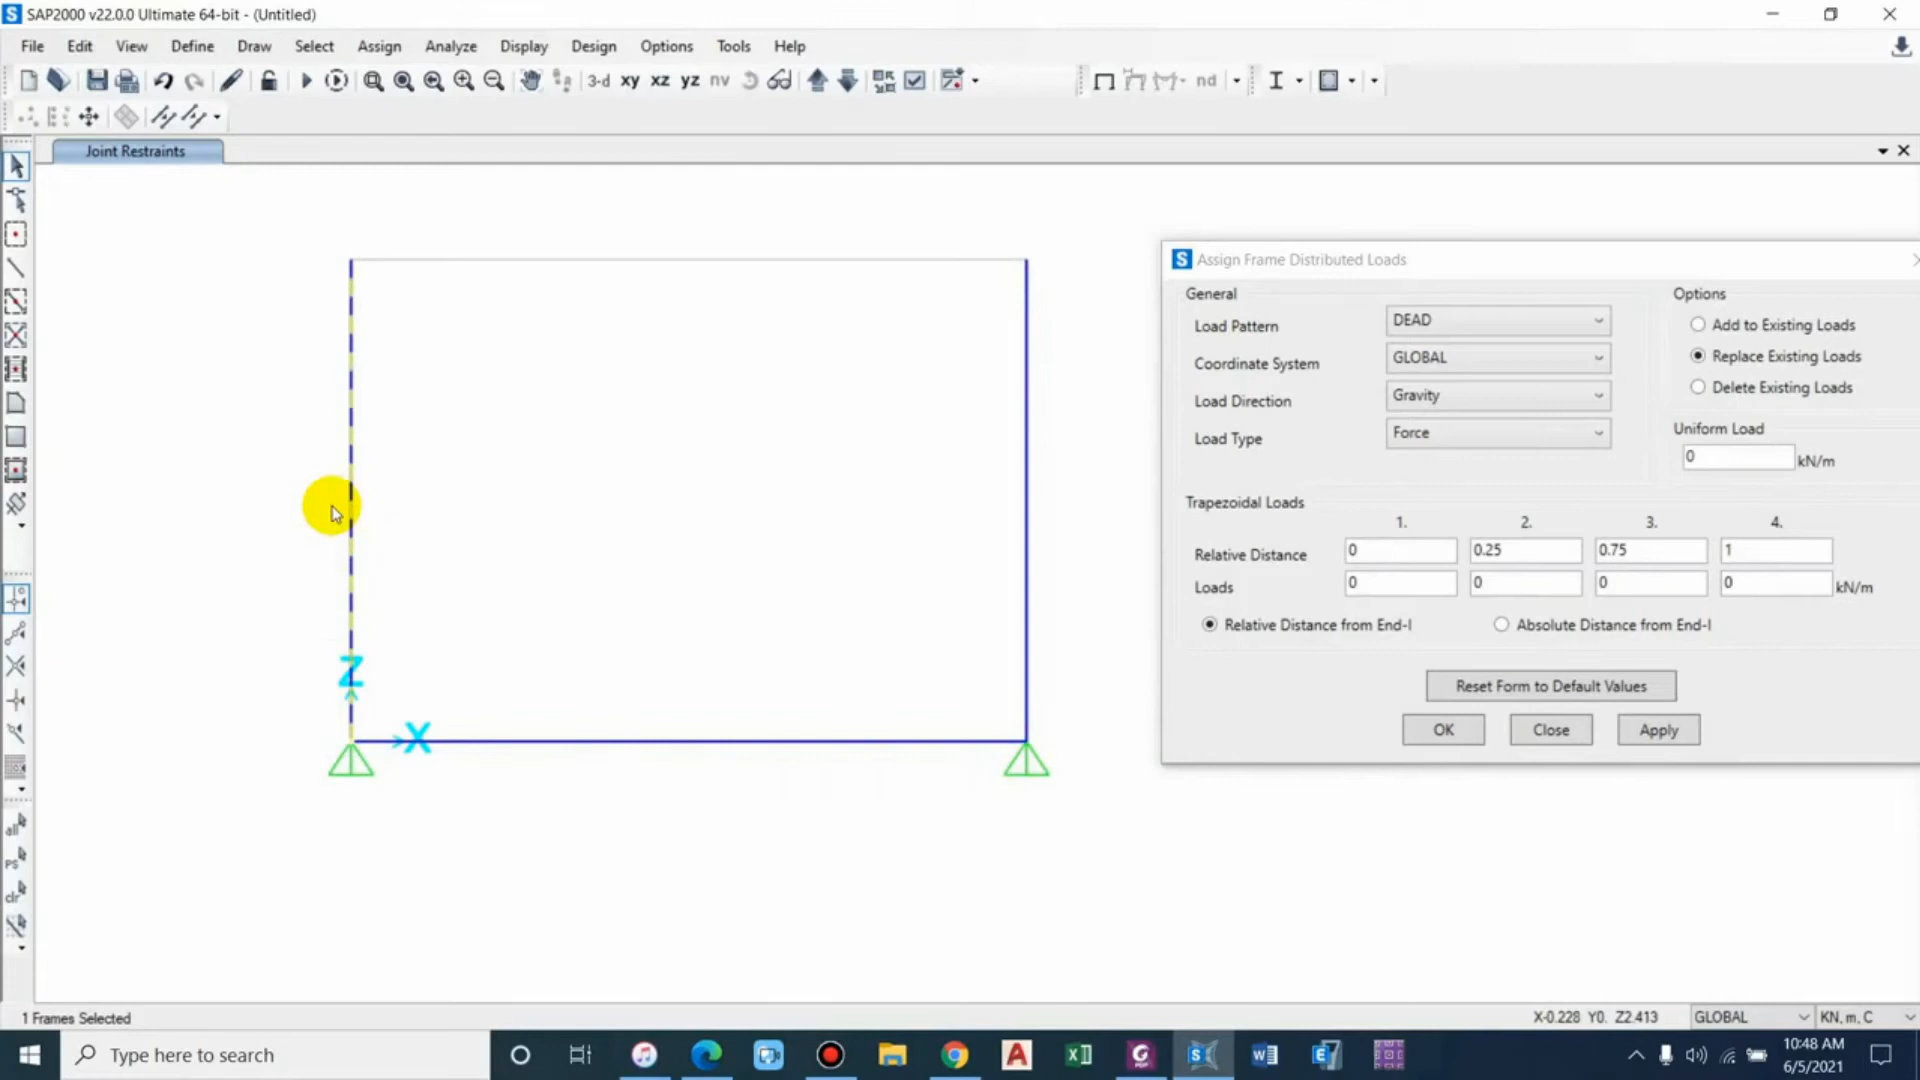 SAP2000 v22.0.0 Ultimate 64-bit - (Untitled)
File Edit View Define Draw Select Assign Analyze Display Design Options Tools Help
3-d xy xz yz nv nd
Joint Restraints
Assign Frame Distributed Loads
General
Load Pattern DEAD
Coordinate System GLOBAL
Load Direction Gravity
Load Type Force
Options
Add to Existing Loads
Replace Existing Loads
Delete Existing Loads
Uniform Load
0 kN/m
Trapezoidal Loads
1. 2. 3. 4.
Relative Distance 0 0.25 0.75 1
Loads 0 0 0 0 kN/m
Relative Distance from End-I Absolute Distance from End-I
Reset Form to Default Values
OK Close Apply
Z
X
all
PS
clr
1 Frames Selected
X-0.228 Y0. Z2.413 GLOBAL KN, m, C
Type here to search
10:48 AM
6/5/2021